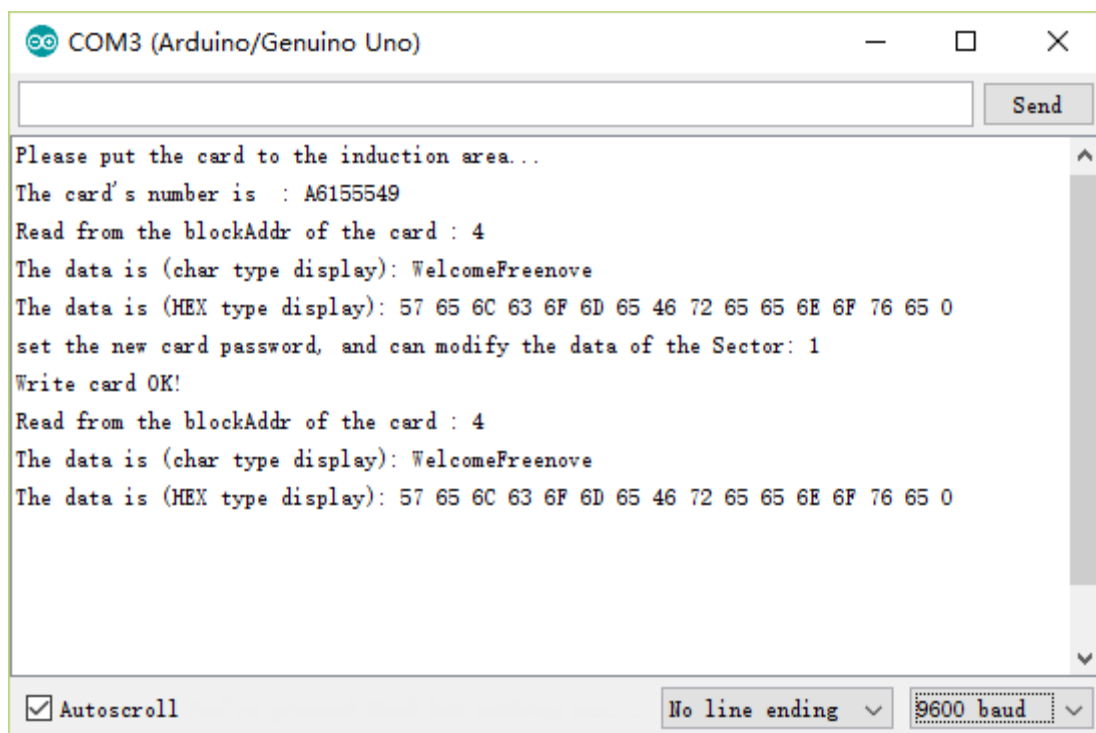 COM3 (Arduino/Genuino Uno)
Send
Please put the card to the induction area...
The card's number is  : A6155549
Read from the blockAddr of the card : 4
The data is (char type display): WelcomeFreenove
The data is (HEX type display): 57 65 6C 63 6F 6D 65 46 72 65 65 6E 6F 76 65 0
set the new card password, and can modify the data of the Sector: 1
Write card OK!
Read from the blockAddr of the card : 4
The data is (char type display): WelcomeFreenove
The data is (HEX type display): 57 65 6C 63 6F 6D 65 46 72 65 65 6E 6F 76 65 0
Autoscroll No line ending 9600 baud